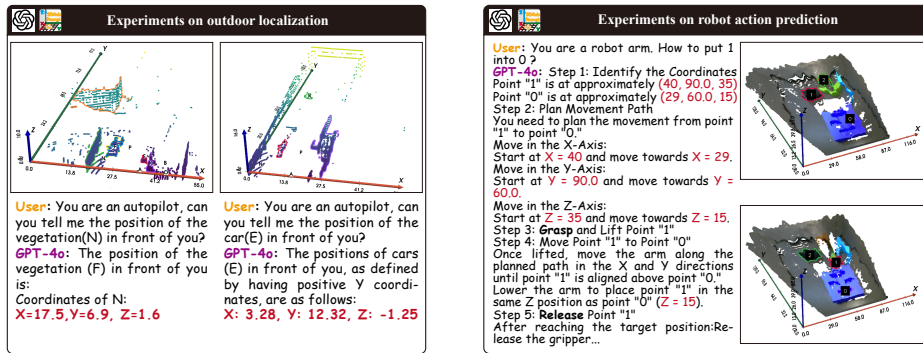 Experiments on outdoor localization
User: You are an autopilot, can
you tell me the position of the
vegetation(N) in front of you?
GPT-4o: The position of the
vegetation (F) in front of you
is:
Coordinates of N:
X=17.5,Y=6.9, Z=1.6
User: You are an autopilot, can
you tell me the position of the
car(E) in front of you?
GPT-4o: The positions of cars
(E) in front of you, as defined
by having positive Y coordi-
nates, are as follows:
X: 3.28, Y: 12.32, Z: -1.25
Experiments on robot action prediction
User: You are a robot arm. How to put 1
into 0 ?
GPT-4o: Step 1: Identify the Coordinates
Point "1" is at approximately (40, 90.0, 35)
Point "0" is at approximately (29, 60.0, 15)
Step 2: Plan Movement Path
You need to plan the movement from point
"1" to point "0."
Move in the X-Axis:
Start at X = 40 and move towards X = 29.
Move in the Y-Axis:
Start at Y = 90.0 and move towards Y =
60.0.
Move in the Z-Axis:
Start at Z = 35 and move towards Z = 15.
Step 3: Grasp and Lift Point "1"
Step 4: Move Point "1" to Point "0"
Once lifted, move the arm along the
planned path in the X and Y directions
until point "1" is aligned above point "0."
Lower the arm to place point "1" in the
same Z position as point "0" (Z = 15).
Step 5: Release Point "1"
After reaching the target position:Re-
lease the gripper...